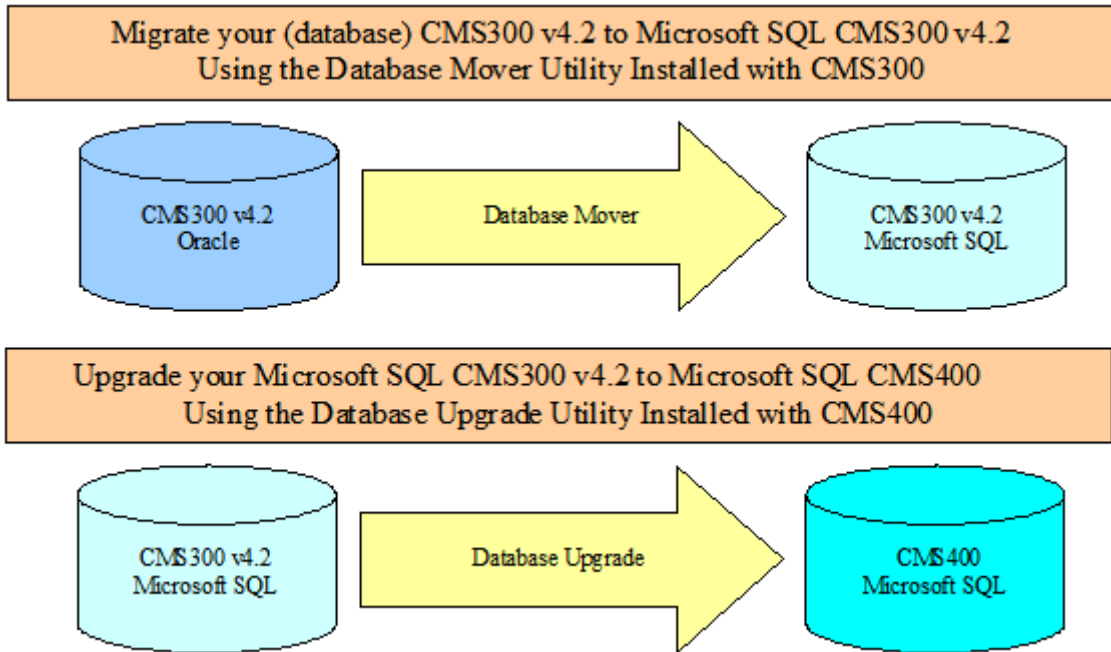 Migrate your (database) CMS300 v4.2 to Microsoft SQL CMS300 v4.2
Using the Database Mover Utility Installed with CMS300
CMS300 v4.2
Oracle
Database Mover
CMS300 v4.2
Microsoft SQL
Upgrade your Microsoft SQL CMS300 v4.2 to Microsoft SQL CMS400
Using the Database Upgrade Utility Installed with CMS400
CMS300 v4.2
Microsoft SQL
Database Upgrade
CMS400
Microsoft SQL